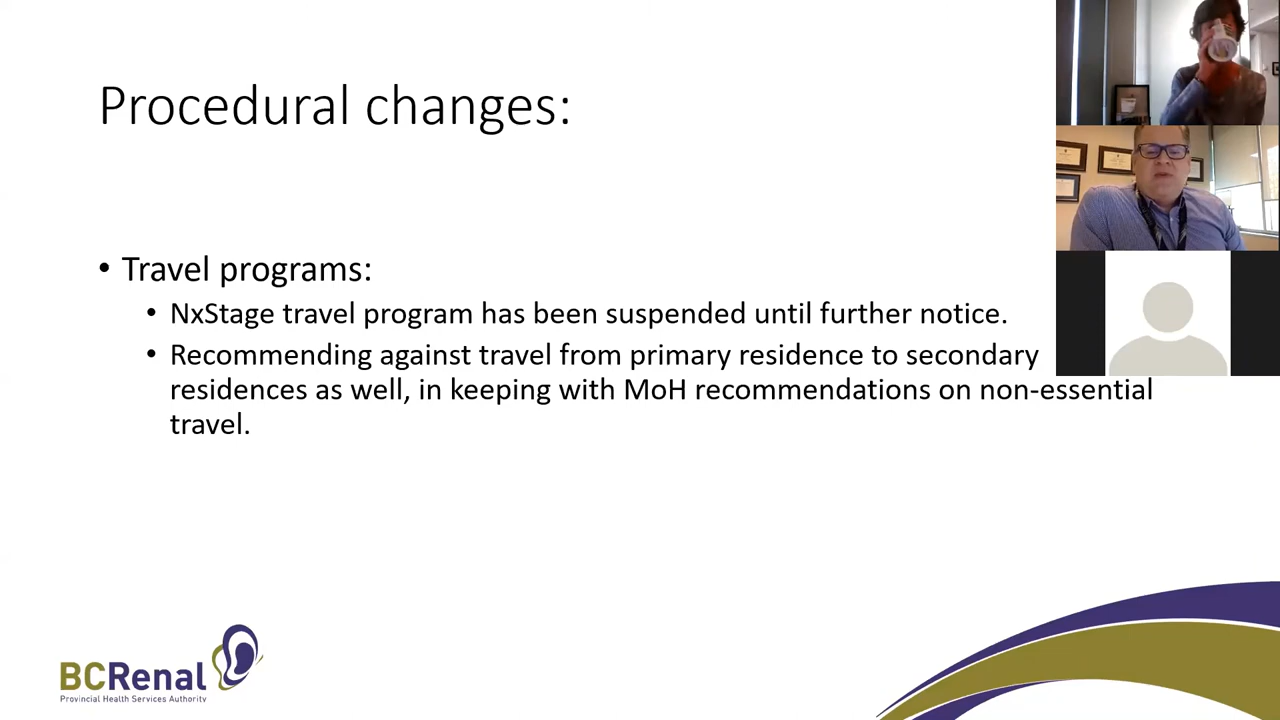 Procedural changes:
• Travel programs:
• NxStage travel program has been suspended until further notice.
• Recommending against travel from primary residence to secondary
residences as well, in keeping with MoH recommendations on non-essential
travel.
BCRenal
Provincial Health Services Authority